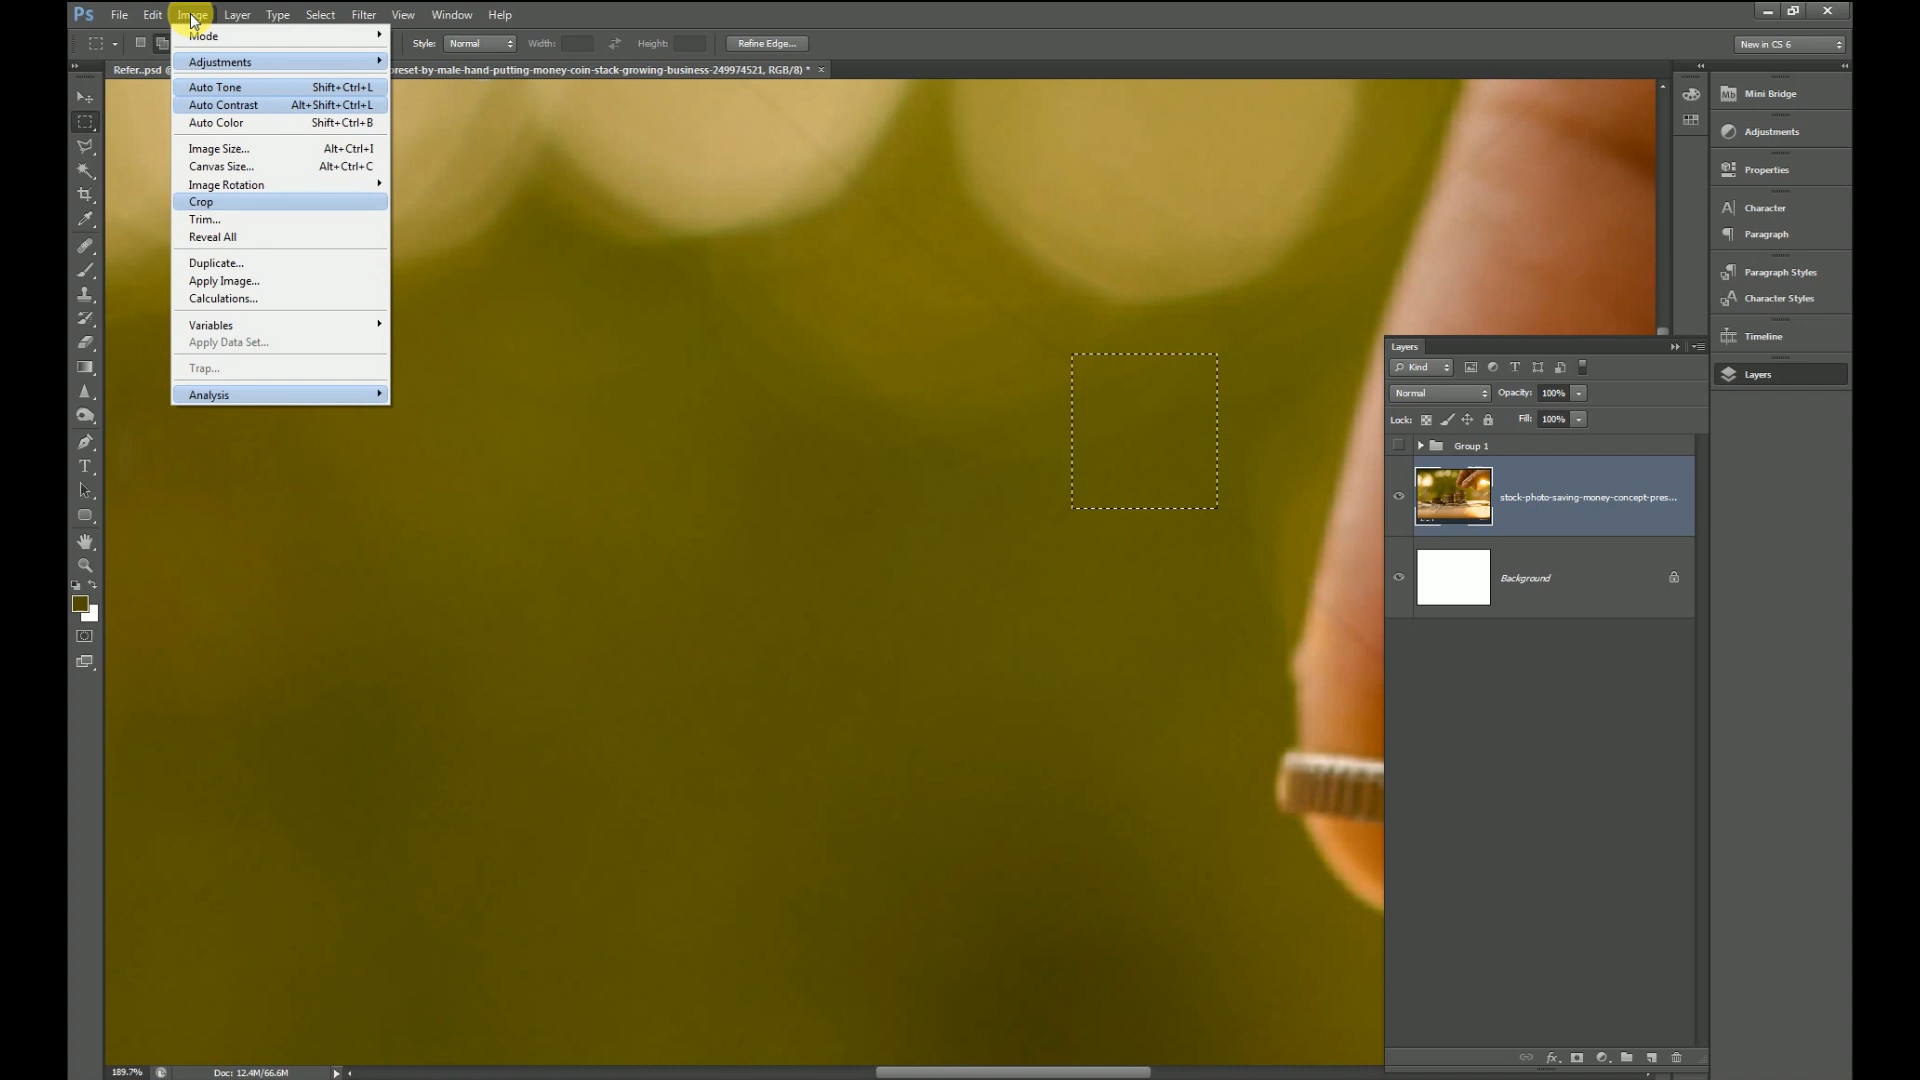 Ps File Edit Image Layer Type Select Filter View Window Help
Style: Normal Width: Height: Refine Edge... New in CS 6
Refer..psd @ reset-by-male-hand-putting-money-coin-stack-growing-business-249974521, RGB/8) * ×
Mode
Adjustments
Auto Tone Shift+Ctrl+L
Auto Contrast Alt+Shift+Ctrl+L
Auto Color Shift+Ctrl+B
Image Size... Alt+Ctrl+I
Canvas Size... Alt+Ctrl+C
Image Rotation
Crop
Trim...
Reveal All
Duplicate...
Apply Image...
Calculations...
Variables
Apply Data Set...
Trap...
Analysis
Mb Mini Bridge
Adjustments
Properties
Character
Paragraph
Paragraph Styles
Character Styles
Timeline
Layers
Layers
Kind
Normal Opacity: 100%
Lock: Fill: 100%
Group 1
stock-photo-saving-money-concept-pres...
Background
189.7% Doc: 12.4M/66.6M